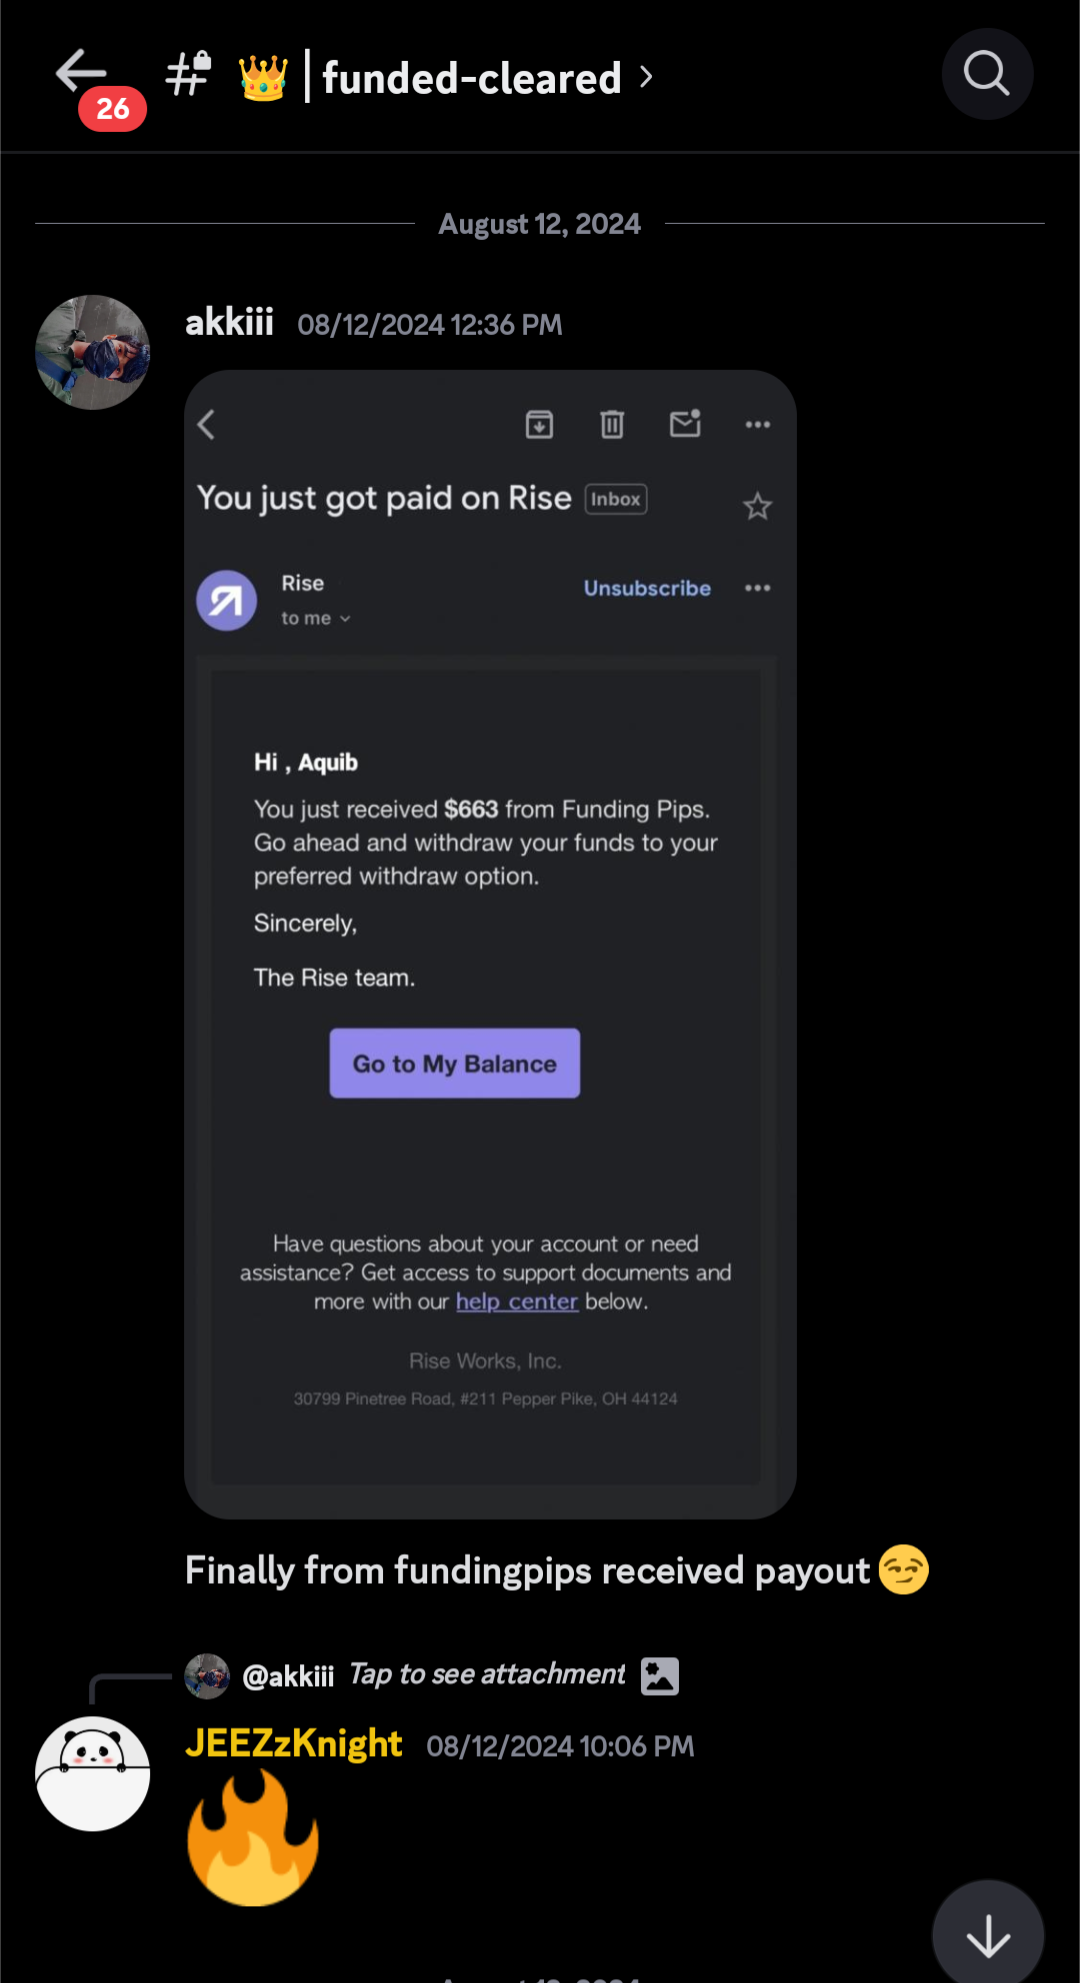 26
# 👑 | funded-cleared >
August 12, 2024
akkiii 08/12/2024 12:36 PM
You just got paid on Rise Inbox
Rise
Unsubscribe
to me
Hi , Aquib
You just received $663 from Funding Pips.
Go ahead and withdraw your funds to your
preferred withdraw option.
Sincerely,
The Rise team.
Go to My Balance
Have questions about your account or need
assistance? Get access to support documents and
more with our help center below.
Rise Works, Inc.
30799 Pinetree Road, #211 Pepper Pike, OH 44124
Finally from fundingpips received payout 😏
@akkiii Tap to see attachment
JEEZzKnight 08/12/2024 10:06 PM
🔥